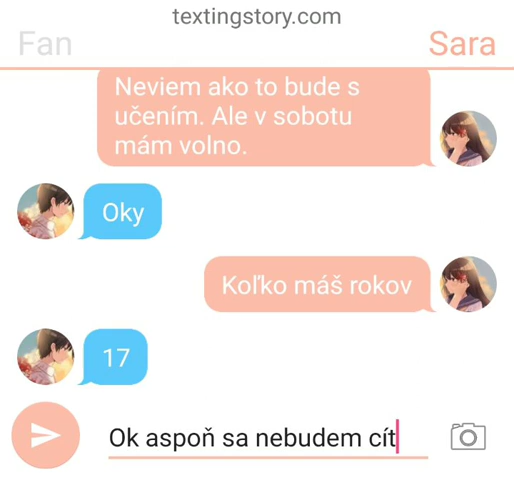 textingstory.com
Fan
Sara
Neviem ako to bude s
učením. Ale v sobotu
mám volno.
Oky
Koľko máš rokov
17
Ok aspoň sa nebudem cít